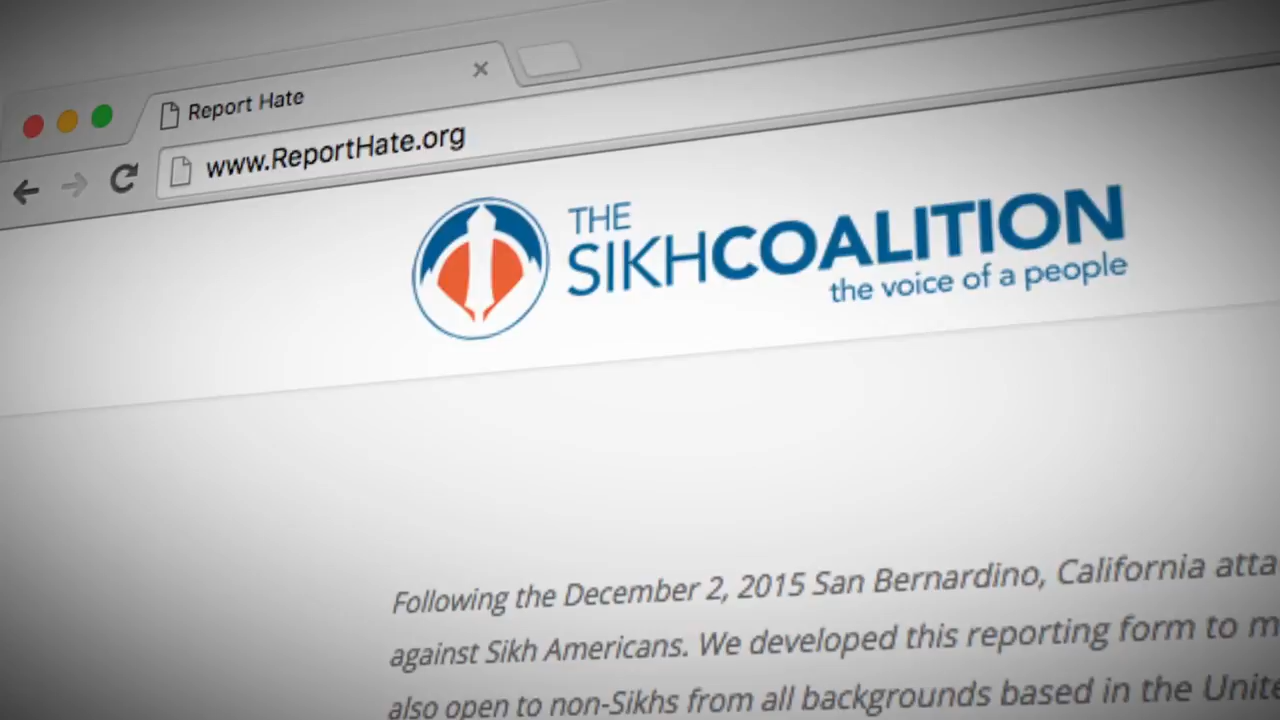 Report Hate
www.ReportHate.org
THE
SIKHCOALITION
the voice of a people
Following the December 2, 2015 San Bernardino, California
against Sikh Americans. We developed this reporting form to
also open to non-Sikhs from all backgrounds based in the